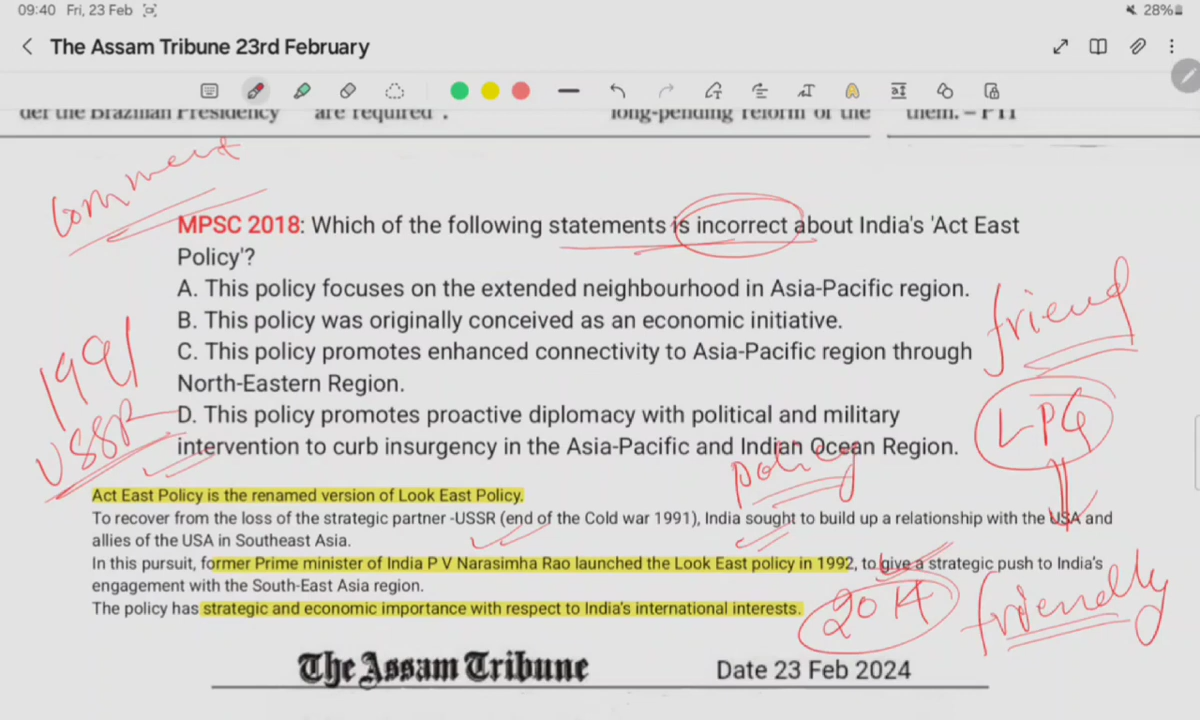 09:40 Fri, 23 Feb
28%
The Assam Tribune 23rd February
der the Brazilian Presidency are required. long-pending reform of the them. – PTI
comment
MPSC 2018: Which of the following statements is incorrect about India's 'Act East
Policy'?
A. This policy focuses on the extended neighbourhood in Asia-Pacific region.
friend
B. This policy was originally conceived as an economic initiative.
C. This policy promotes enhanced connectivity to Asia-Pacific region through
North-Eastern Region.
1991
USSR
LPG
D. This policy promotes proactive diplomacy with political and military
intervention to curb insurgency in the Asia-Pacific and Indian Ocean Region.
policy
Act East Policy is the renamed version of Look East Policy.
To recover from the loss of the strategic partner -USSR (end of the Cold war 1991), India sought to build up a relationship with the USA and
allies of the USA in Southeast Asia.
In this pursuit, former Prime minister of India P V Narasimha Rao launched the Look East policy in 1992, to give a strategic push to India's
engagement with the South-East Asia region.
The policy has strategic and economic importance with respect to India's international interests.
2014
friendly
The Assam Tribune Date 23 Feb 2024